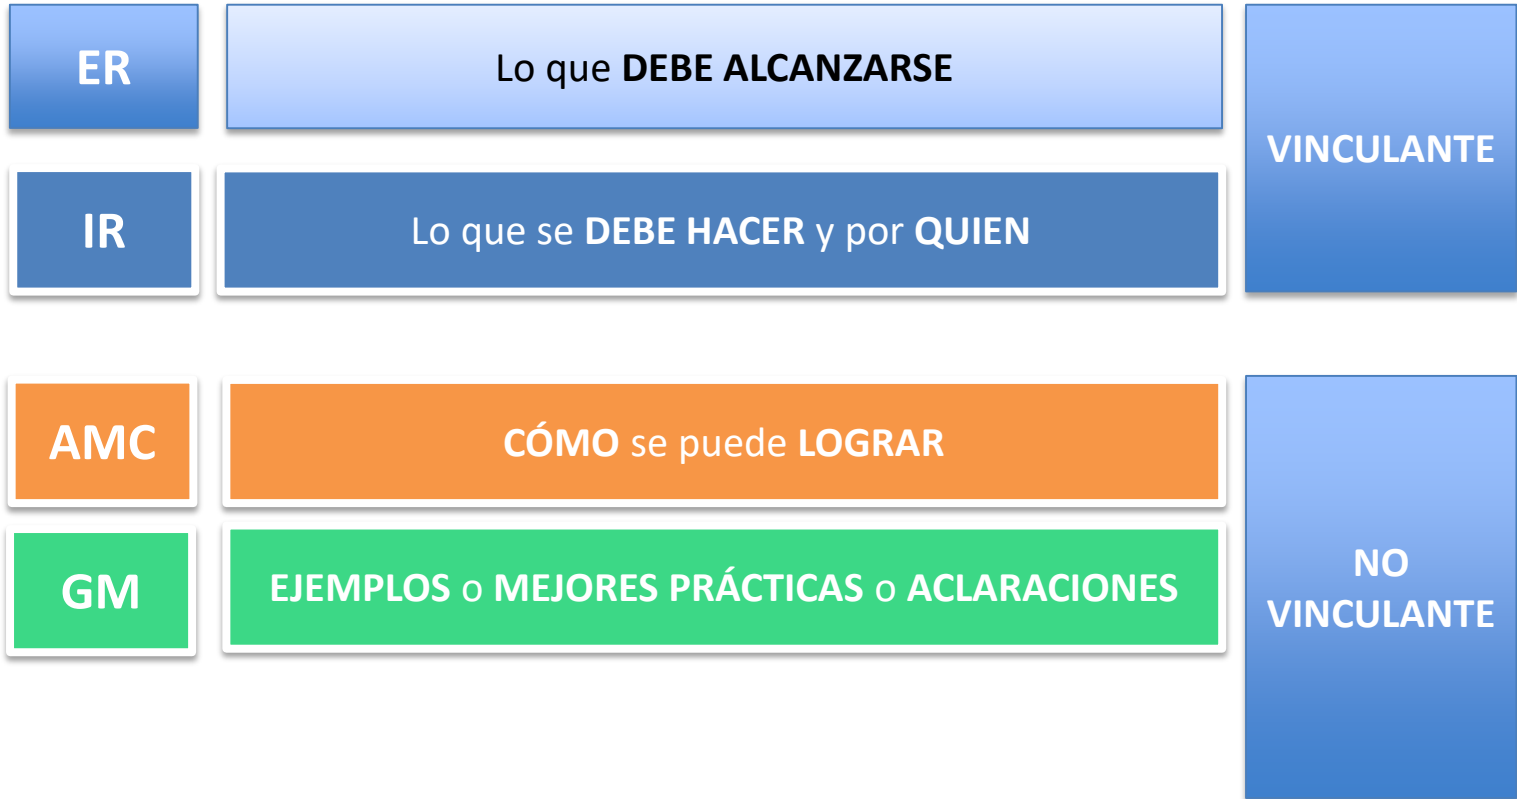 ER
Lo que DEBE ALCANZARSE
VINCULANTE
IR
Lo que se DEBE HACER y por QUIEN
AMC
CÓMO se puede LOGRAR
GM
EJEMPLOS o MEJORES PRÁCTICAS o ACLARACIONES
NO
VINCULANTE